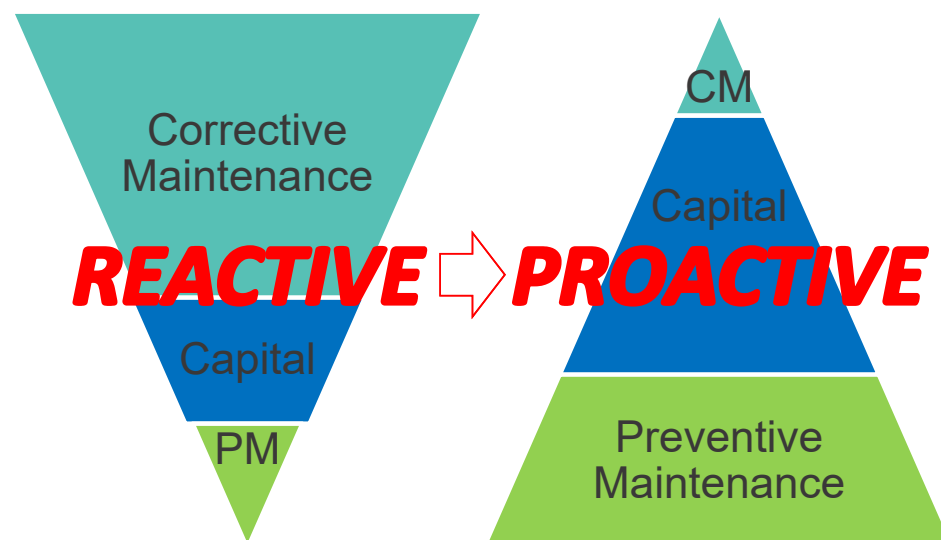 Corrective
Maintenance
Capital
PM
REACTIVE
PROACTIVE
CM
Capital
Preventive
Maintenance